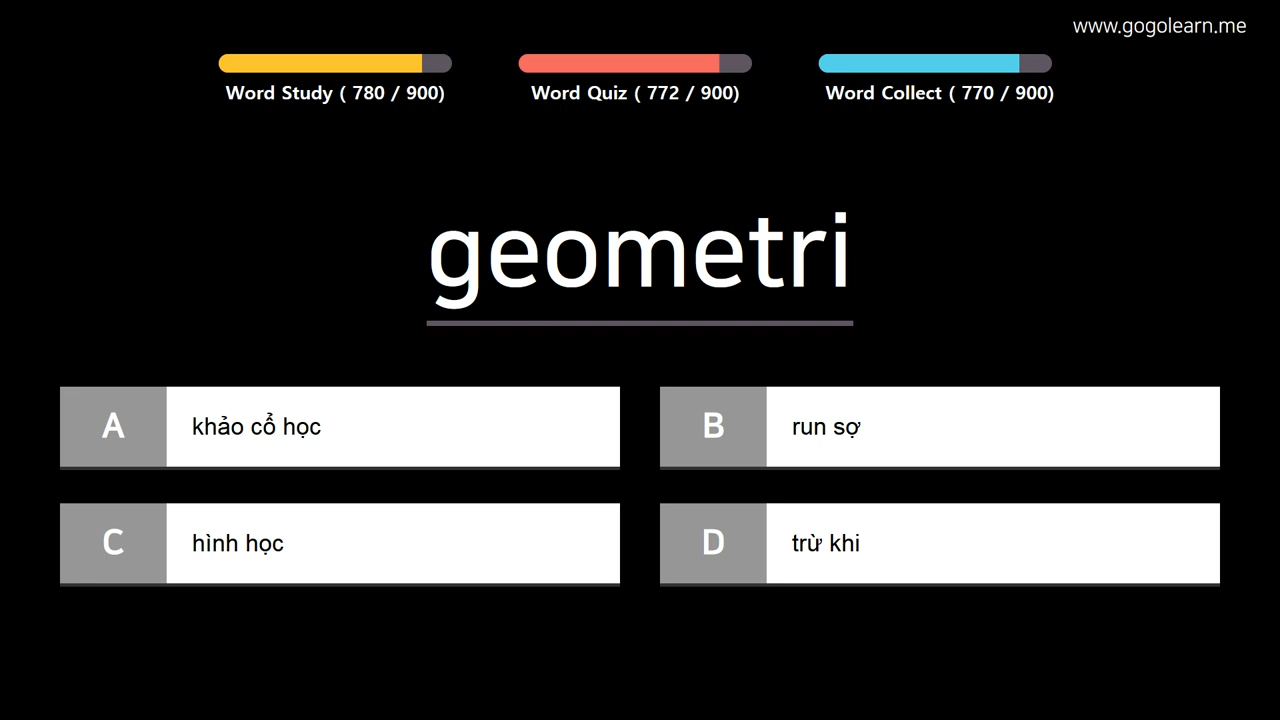 www.gogolearn.me
Word Study ( 780 / 900)
Word Quiz ( 772 / 900)
Word Collect ( 770 / 900)
geometri
A khảo cổ học
B run sợ
C hình học
D trừ khi